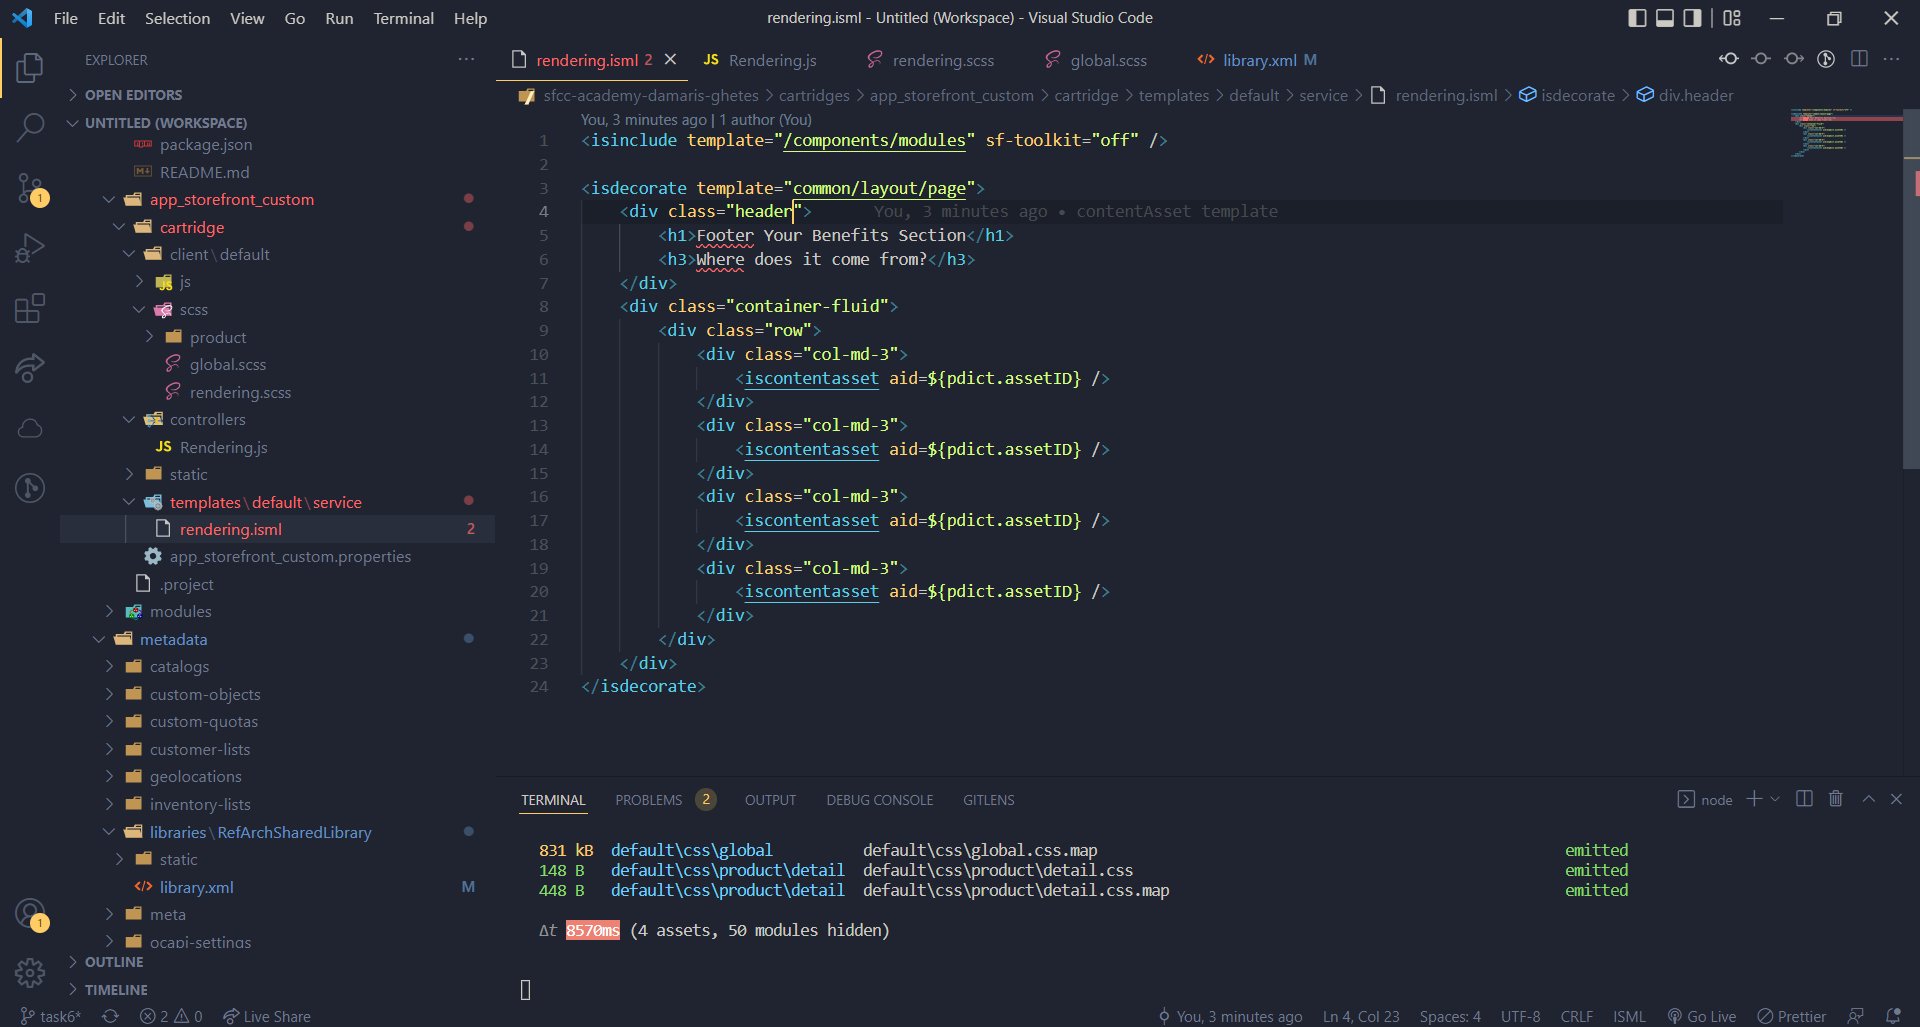 File Edit Selection View Go Run Terminal Help
rendering.isml - Untitled (Workspace) - Visual Studio Code
EXPLORER
OPEN EDITORS
UNTITLED (WORKSPACE)
package.json
README.md
app_storefront_custom
cartridge
client\default
js
scss
product
global.scss
rendering.scss
controllers
JS Rendering.js
static
templates\default\service
rendering.isml 2
app_storefront_custom.properties
.project
modules
metadata
catalogs
custom-objects
custom-quotas
customer-lists
geolocations
inventory-lists
libraries\RefArchSharedLibrary
static
library.xml M
meta
ocapi-settings
OUTLINE
TIMELINE
1
1
rendering.isml 2 JS Rendering.js rendering.scss global.scss library.xml M
sfcc-academy-damaris-ghetes > cartridges > app_storefront_custom > cartridge > templates > default > service > rendering.isml > isdecorate > div.header
You, 3 minutes ago | 1 author (You)
1 <isinclude template="/components/modules" sf-toolkit="off" />
2
3 <isdecorate template="common/layout/page">
4 <div class="header"> You, 3 minutes ago • contentAsset template
5 <h1>Footer Your Benefits Section</h1>
6 <h3>Where does it come from?</h3>
7 </div>
8 <div class="container-fluid">
9 <div class="row">
10 <div class="col-md-3">
11 <iscontentasset aid=${pdict.assetID} />
12 </div>
13 <div class="col-md-3">
14 <iscontentasset aid=${pdict.assetID} />
15 </div>
16 <div class="col-md-3">
17 <iscontentasset aid=${pdict.assetID} />
18 </div>
19 <div class="col-md-3">
20 <iscontentasset aid=${pdict.assetID} />
21 </div>
22 </div>
23 </div>
24 </isdecorate>
TERMINAL PROBLEMS 2 OUTPUT DEBUG CONSOLE GITLENS
node
831 kB default\css\global default\css\global.css.map emitted
148 B default\css\product\detail default\css\product\detail.css emitted
448 B default\css\product\detail default\css\product\detail.css.map emitted
Δt 8570ms (4 assets, 50 modules hidden)
task6* 2 0 Live Share
You, 3 minutes ago Ln 4, Col 23 Spaces: 4 UTF-8 CRLF ISML Go Live Prettier